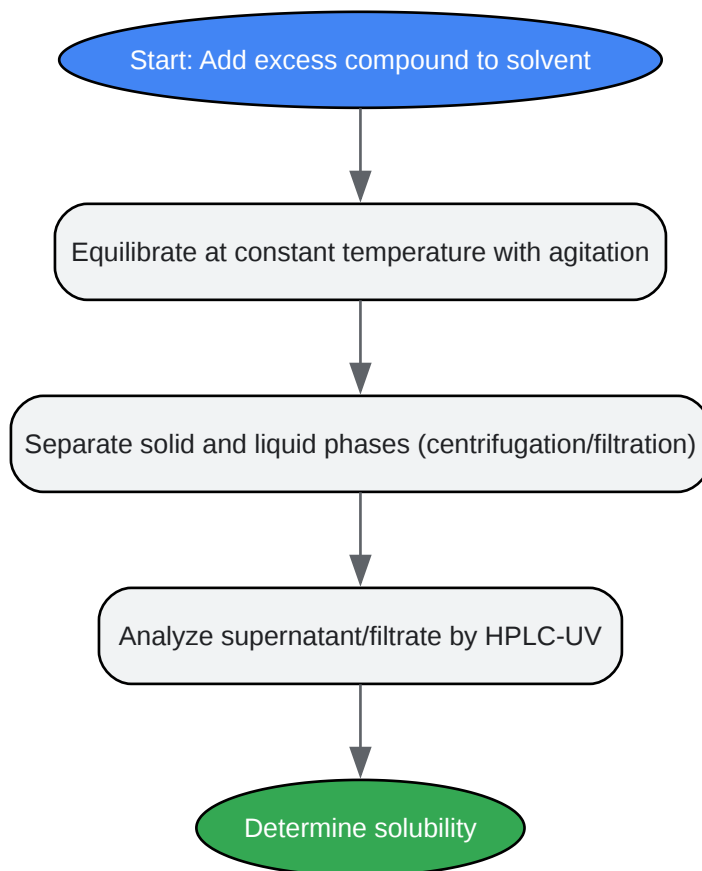 Start: Add excess compound to solvent
Equilibrate at constant temperature with agitation
Separate solid and liquid phases (centrifugation/filtration)
Analyze supernatant/filtrate by HPLC-UV
Determine solubility